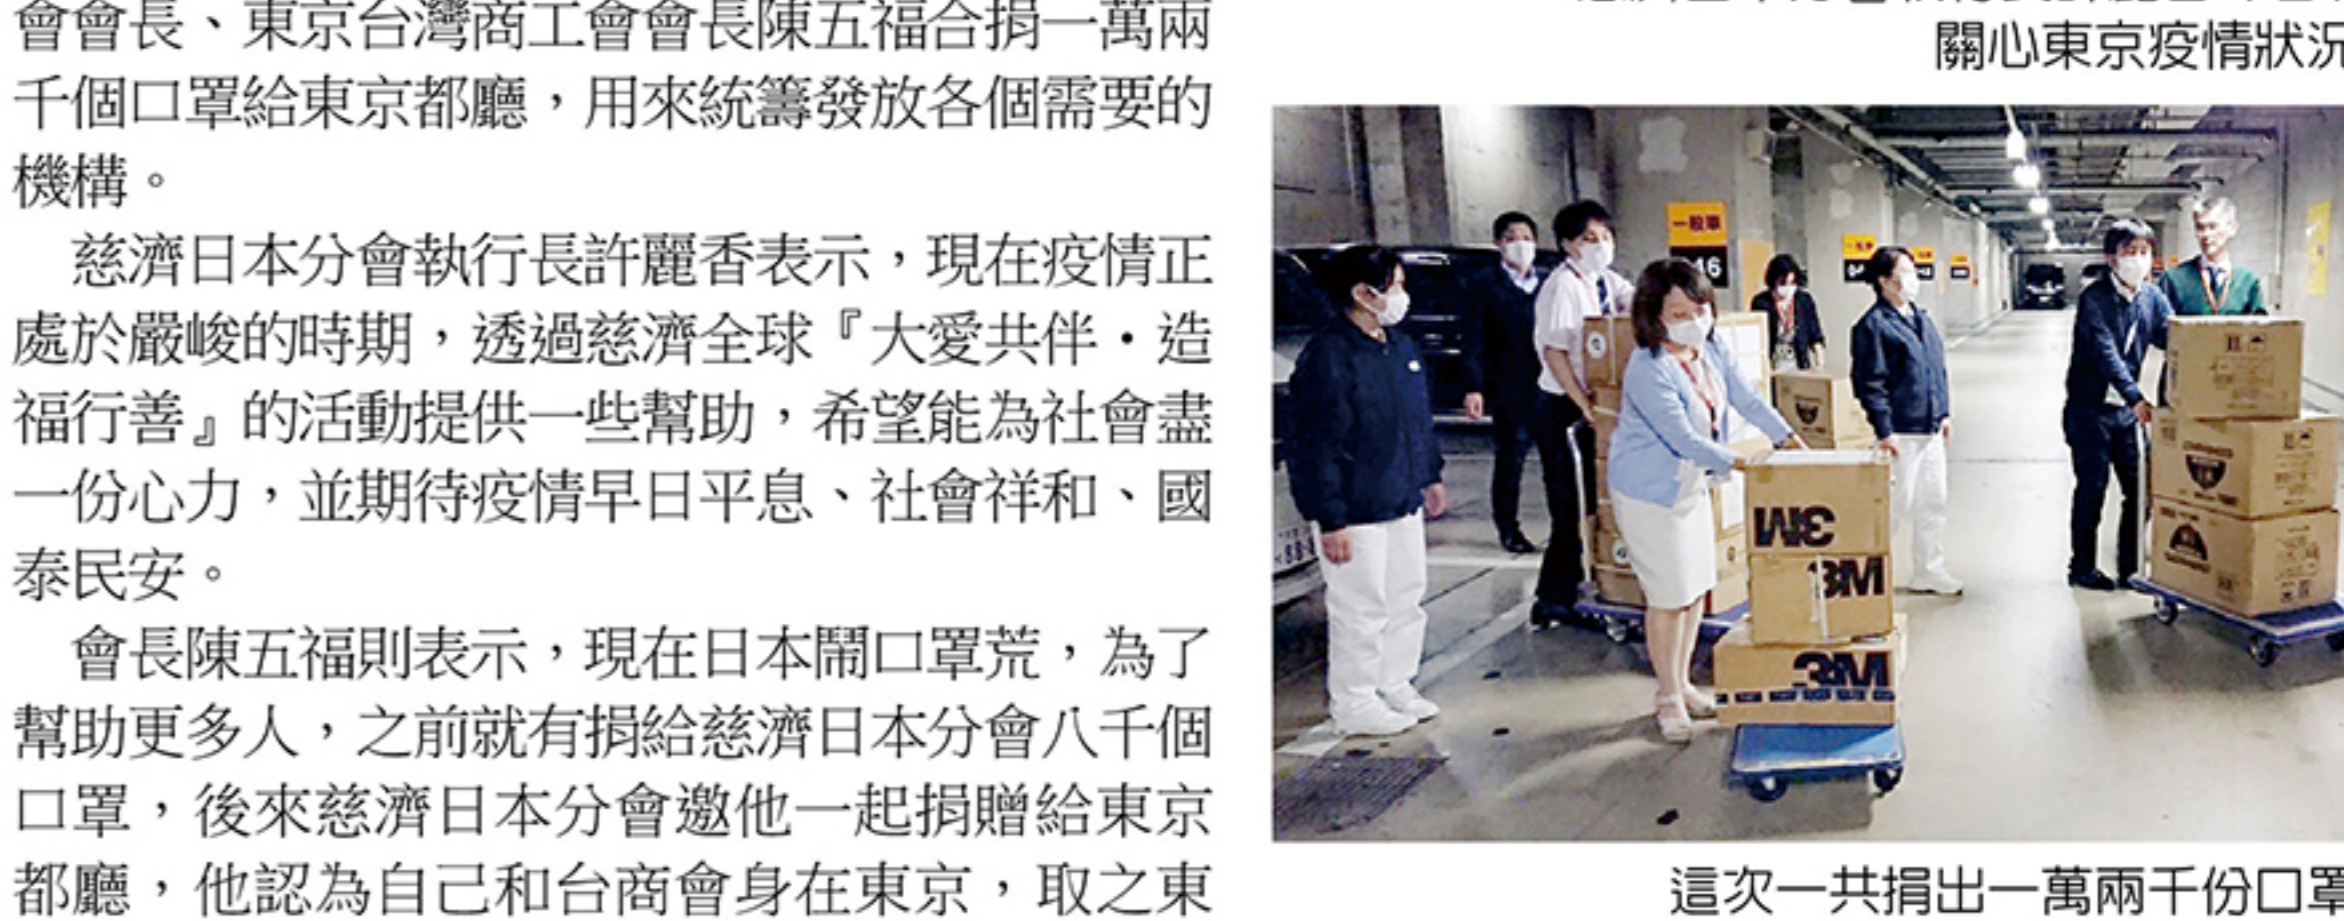 會會長、東京台灣商工會會長陳五福合捐一萬兩
千個口罩給東京都廳，用來統籌發放各個需要的
機構。
慈濟日本分會執行長許麗香表示，現在疫情正
處於嚴峻的時期，透過慈濟全球『大愛共伴・造
福行善』的活動提供一些幫助，希望能為社會盡
一份心力，並期待疫情早日平息、社會祥和、國
泰民安。
會長陳五福則表示，現在日本鬧口罩荒，為了
幫助更多人，之前就有捐給慈濟日本分會八千個
口罩，後來慈濟日本分會邀他一起捐贈給東京
都廳，他認為自己和台商會身在東京，取之東
關心東京疫情狀況
一般車
46
3M
3M
3M
這次一共捐出一萬兩千份口罩